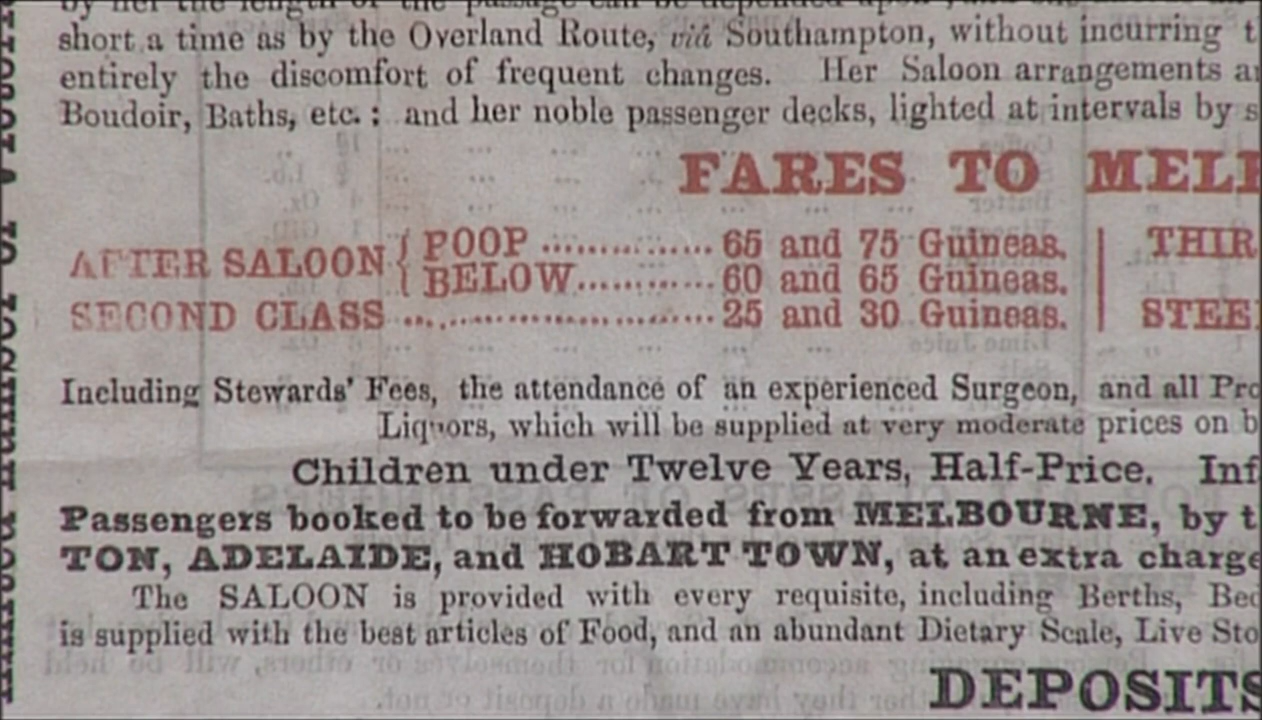 short a time as by the Overland Route, viâ Southampton, without incurring t
entirely the discomfort of frequent changes. Her Saloon arrangements a
Boudoir, Baths, etc.: and her noble passenger decks, lighted at intervals by s
FARES TO MELB
AFTER SALOON { POOP .................. 65 and 75 Guineas. | THIR
BELOW............... 60 and 65 Guineas.
SECOND CLASS .............................. 25 and 30 Guineas. | STEE
Including Stewards' Fees, the attendance of an experienced Surgeon, and all Pro
Liquors, which will be supplied at very moderate prices on b
Children under Twelve Years, Half-Price. Inf
Passengers booked to be forwarded from MELBOURNE, by t
TON, ADELAIDE, and HOBART TOWN, at an extra charge
The SALOON is provided with every requisite, including Berths, Bed
is supplied with the best articles of Food, and an abundant Dietary Scale, Live Sto
DEPOSITS